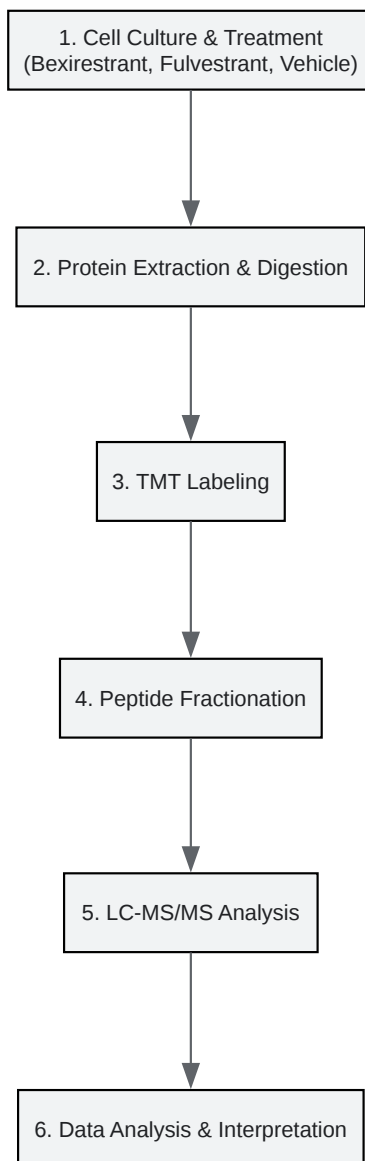 1. Cell Culture & Treatment
(Bexirestrant, Fulvestrant, Vehicle)
2. Protein Extraction & Digestion
3. TMT Labeling
4. Peptide Fractionation
5. LC-MS/MS Analysis
6. Data Analysis & Interpretation